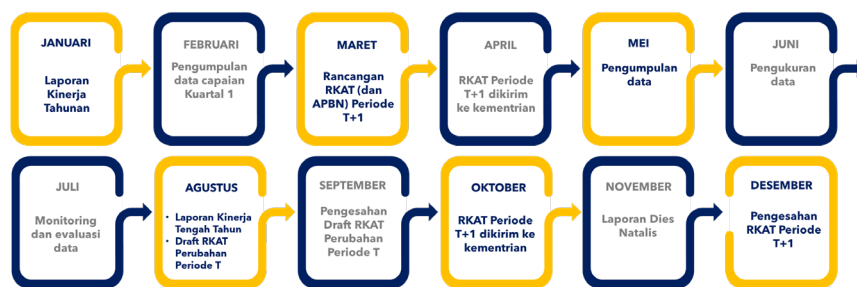 JANUARI
Laporan
Kinerja
Tahunan
FEBRUARI
Pengumpulan
data capaian
Kuartal 1
MARET
Rancangan
RKAT (dan
APBN) Periode
T+1
APRIL
RKAT Periode
T+1 dikirim
ke kementrian
MEI
Pengumpulan
data
JUNI
Pengukuran
data
JULI
Monitoring
dan evaluasi
data
AGUSTUS
• Laporan Kinerja
Tengah Tahun
• Draft RKAT
Perubahan
Periode T
SEPTEMBER
Pengesahan
Draft RKAT
Perubahan
Periode T
OKTOBER
RKAT Periode
T+1 dikirim ke
kementrian
NOVEMBER
Laporan Dies
Natalis
DESEMBER
Pengesahan
RKAT Periode
T+1